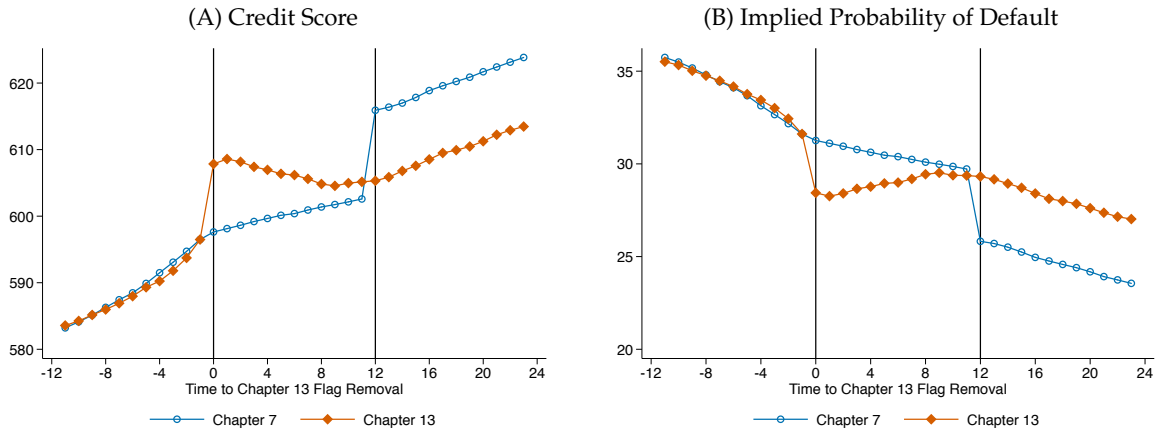 (A) Credit Score
620
610
600
590
580
-12 -8 -4 0 4 8 12 16 20 24
Time to Chapter 13 Flag Removal
Chapter 7 Chapter 13
(B) Implied Probability of Default
35
30
25
20
-12 -8 -4 0 4 8 12 16 20 24
Time to Chapter 13 Flag Removal
Chapter 7 Chapter 13